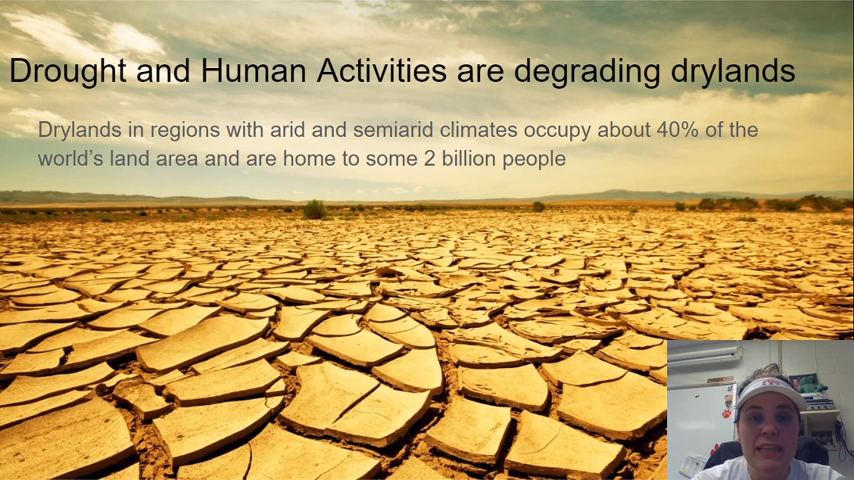 Drought and Human Activities are degrading drylands
Drylands in regions with arid and semiarid climates occupy about 40% of the
world's land area and are home to some 2 billion people